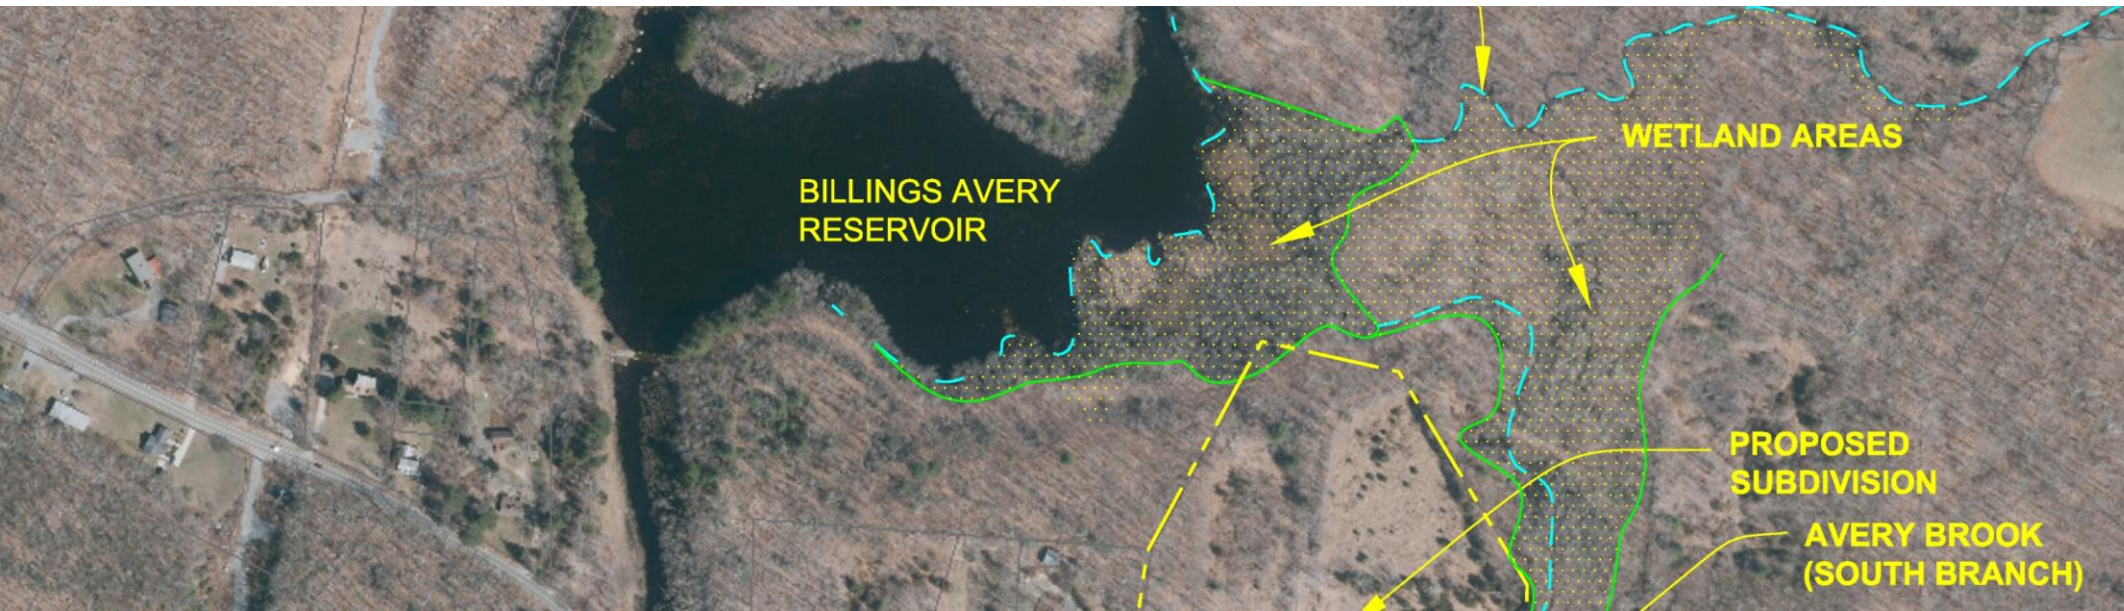 WETLAND AREAS
BILLINGS AVERY
RESERVOIR
PROPOSED
SUBDIVISION
AVERY BROOK
(SOUTH BRANCH)